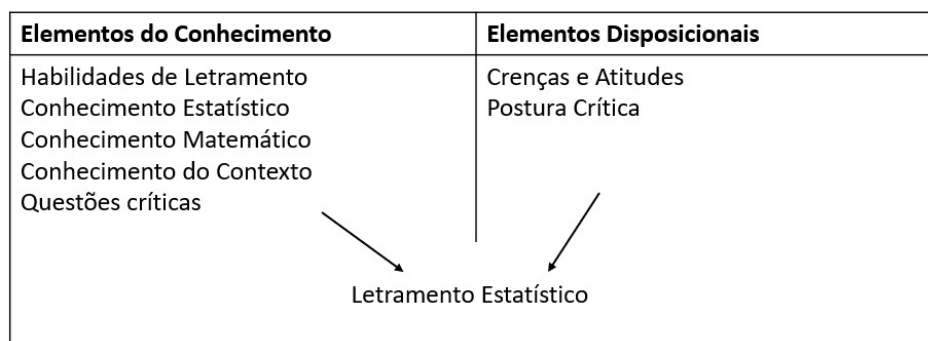 Elementos do Conhecimento
Elementos Disposicionais
Habilidades de Letramento
Conhecimento Estatístico
Conhecimento Matemático
Conhecimento do Contexto
Questões críticas
Crenças e Atitudes
Postura Crítica
Letramento Estatístico